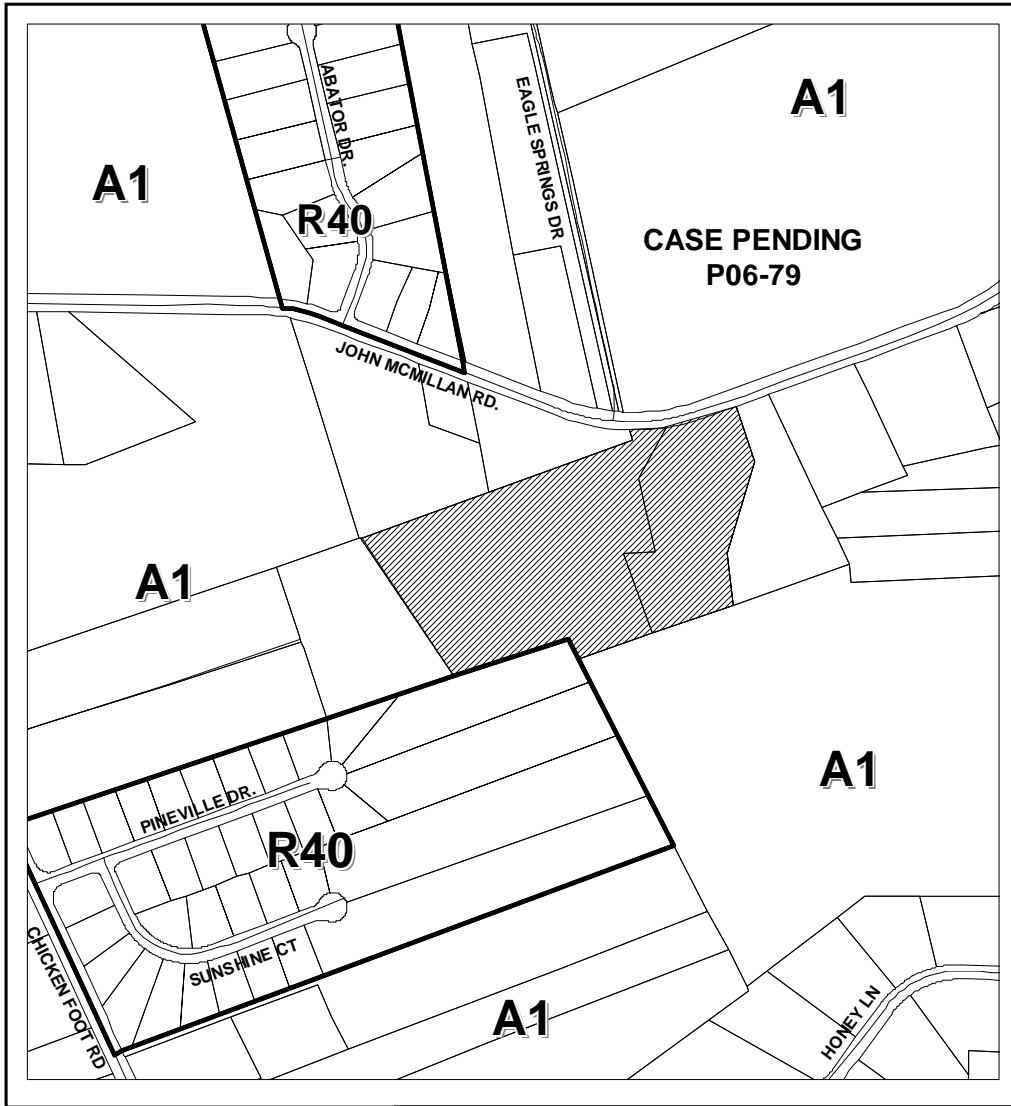 A1
ABATOR DR.
EAGLE SPRINGS DR
A1
R40
CASE PENDING
P06-79
JOHN MCMILLAN RD.
A1
A1
PINEVILLE DR.
R40
SUNSHINE CT
CHICKEN FOOT RD
A1
HONEY LN